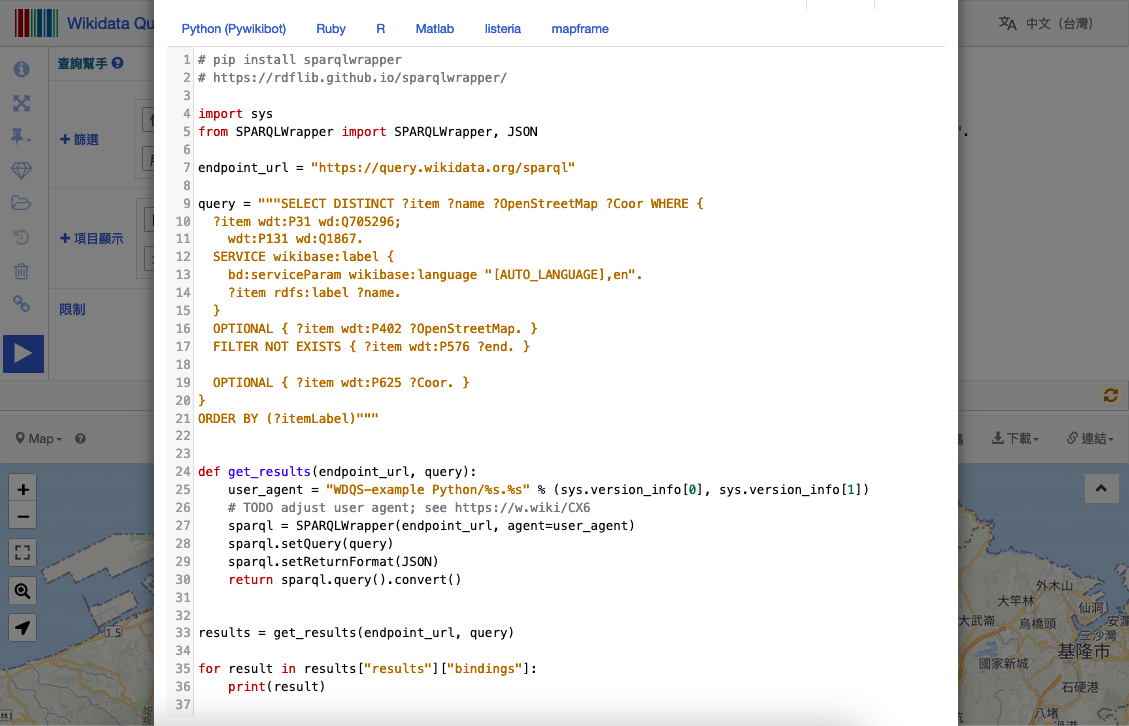 Wikidata Qu
中文（台灣）
Python (Pywikibot) Ruby R Matlab listeria mapframe
查詢幫手
+ 篩選
+ 項目顯示
限制
1 # pip install sparqlwrapper
2 # https://rdflib.github.io/sparqlwrapper/
3
4 import sys
5 from SPARQLWrapper import SPARQLWrapper, JSON
6
7 endpoint_url = "https://query.wikidata.org/sparql"
8
9 query = """SELECT DISTINCT ?item ?name ?OpenStreetMap ?Coor WHERE {
10 ?item wdt:P31 wd:Q705296;
11 wdt:P131 wd:Q1867.
12 SERVICE wikibase:label {
13 bd:serviceParam wikibase:language "[AUTO_LANGUAGE],en".
14 ?item rdfs:label ?name.
15 }
16 OPTIONAL { ?item wdt:P402 ?OpenStreetMap. }
17 FILTER NOT EXISTS { ?item wdt:P576 ?end. }
18
19 OPTIONAL { ?item wdt:P625 ?Coor. }
20 }
21 ORDER BY (?itemLabel)"""
22
23
24 def get_results(endpoint_url, query):
25 user_agent = "WDQS-example Python/%s.%s" % (sys.version_info[0], sys.version_info[1])
26 # TODO adjust user agent; see https://w.wiki/CX6
27 sparql = SPARQLWrapper(endpoint_url, agent=user_agent)
28 sparql.setQuery(query)
29 sparql.setReturnFormat(JSON)
30 return sparql.query().convert()
31
32
33 results = get_results(endpoint_url, query)
34
35 for result in results["results"]["bindings"]:
36 print(result)
37
Map
下載
連結
+
−
15
外木山
大竿林
仙洞
大武崙
烏橋頭
三沙灣
基隆市
國家新城
石硬港
八堵